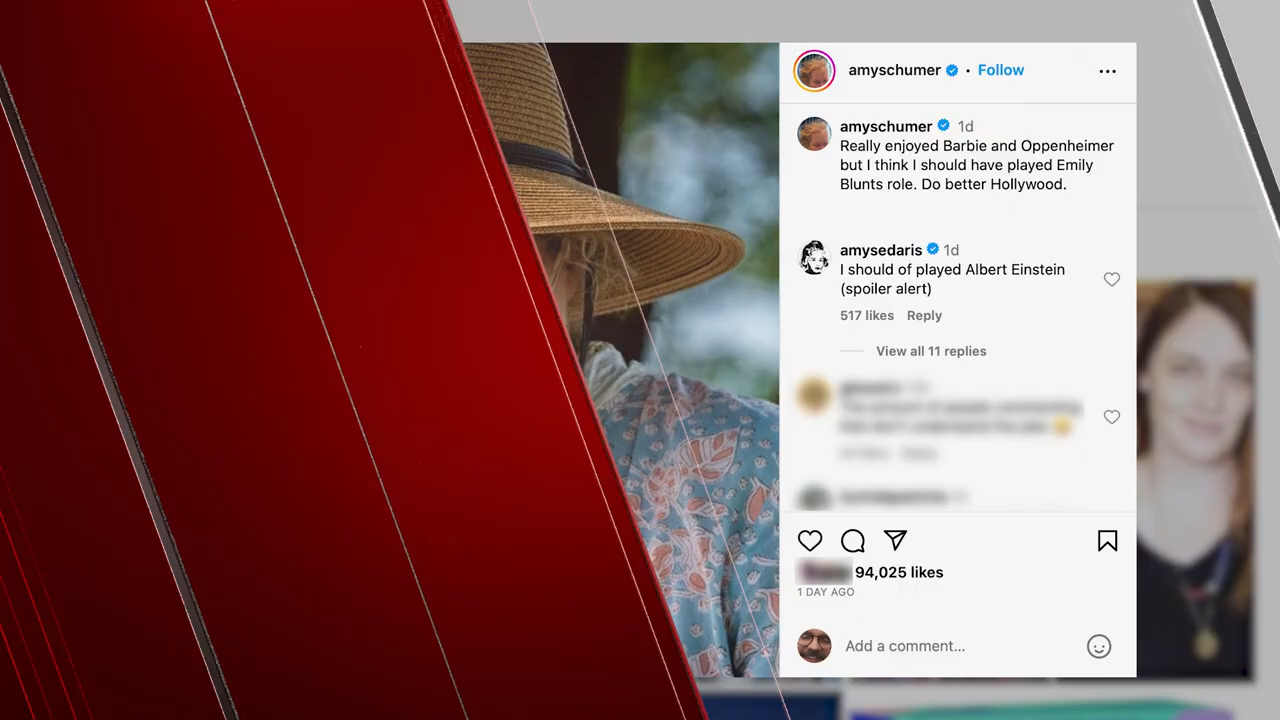 amyschumer • Follow
amyschumer 1d
Really enjoyed Barbie and Oppenheimer
but I think I should have played Emily
Blunts role. Do better Hollywood.
amysedaris 1d
I should of played Albert Einstein
(spoiler alert)
517 likes Reply
View all 11 replies
94,025 likes
1 DAY AGO
Add a comment...